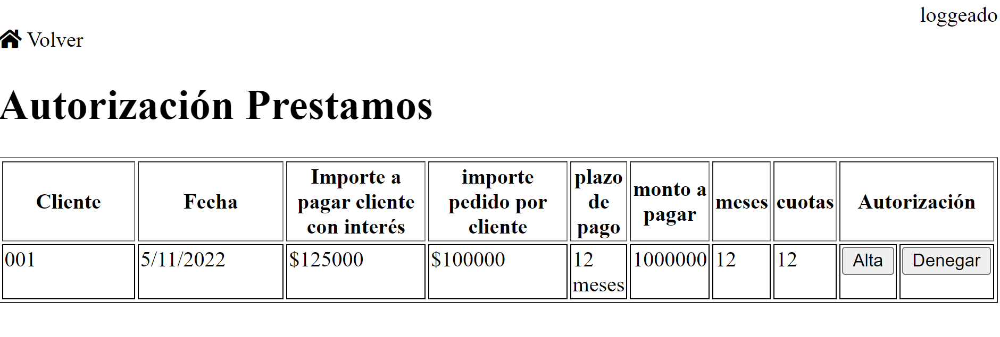 loggeado
Volver
Autorización Prestamos
Cliente
Fecha
Importe a
pagar cliente
con interés
importe
pedido por
cliente
plazo
de
pago
monto a
pagar
meses
cuotas
Autorización
001
5/11/2022
$125000
$100000
12
meses
1000000
12
12
Alta
Denegar